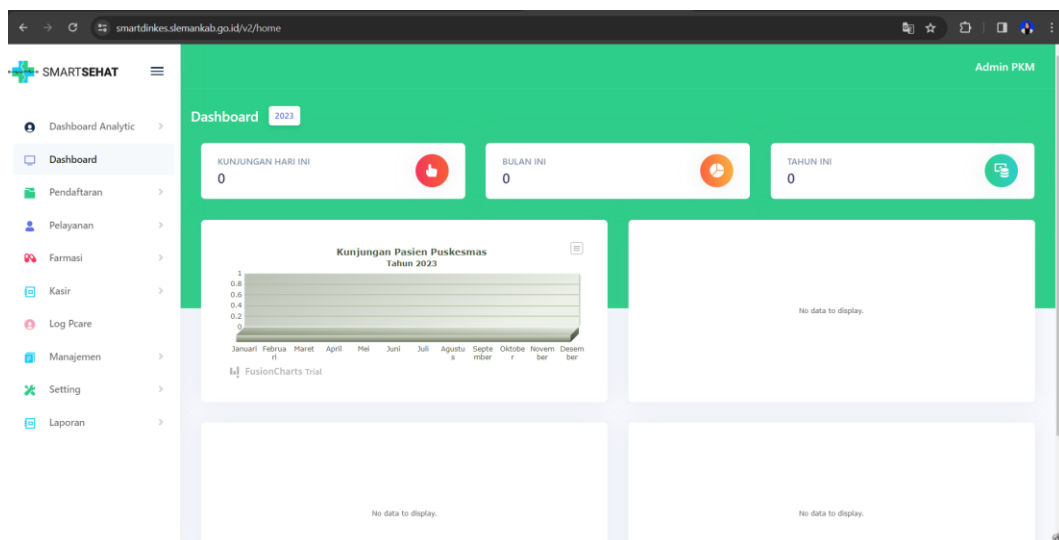 smartdinkes.slemankab.go.id/v2/home
SMARTSEHAT
Admin PKM
Dashboard Analytic
Dashboard
Pendaftaran
Pelayanan
Farmasi
Kasir
Log Pcare
Manajemen
Setting
Laporan
Dashboard 2023
KUNJUNGAN HARI INI
0
BULAN INI
0
TAHUN INI
0
Kunjungan Pasien Puskesmas
Tahun 2023
1
0.8
0.6
0.4
0.2
0
Januari Februa Maret April Mei Juni Juli Agustu Septe Oktobe Novem Desem
ri s mber r ber ber
FusionCharts Trial
No data to display.
No data to display.
No data to display.